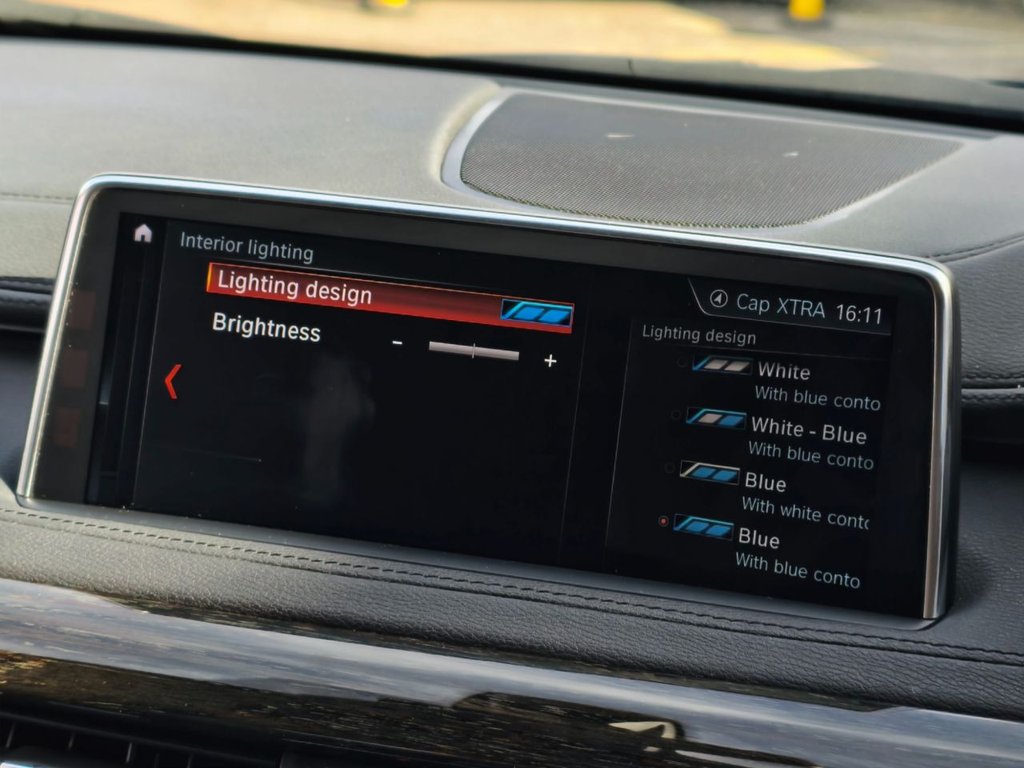 Interior lighting
Lighting design
Brightness
- +
Cap XTRA 16:11
Lighting design
White
With blue conto
White - Blue
With blue conto
Blue
With white conto
Blue
With blue conto